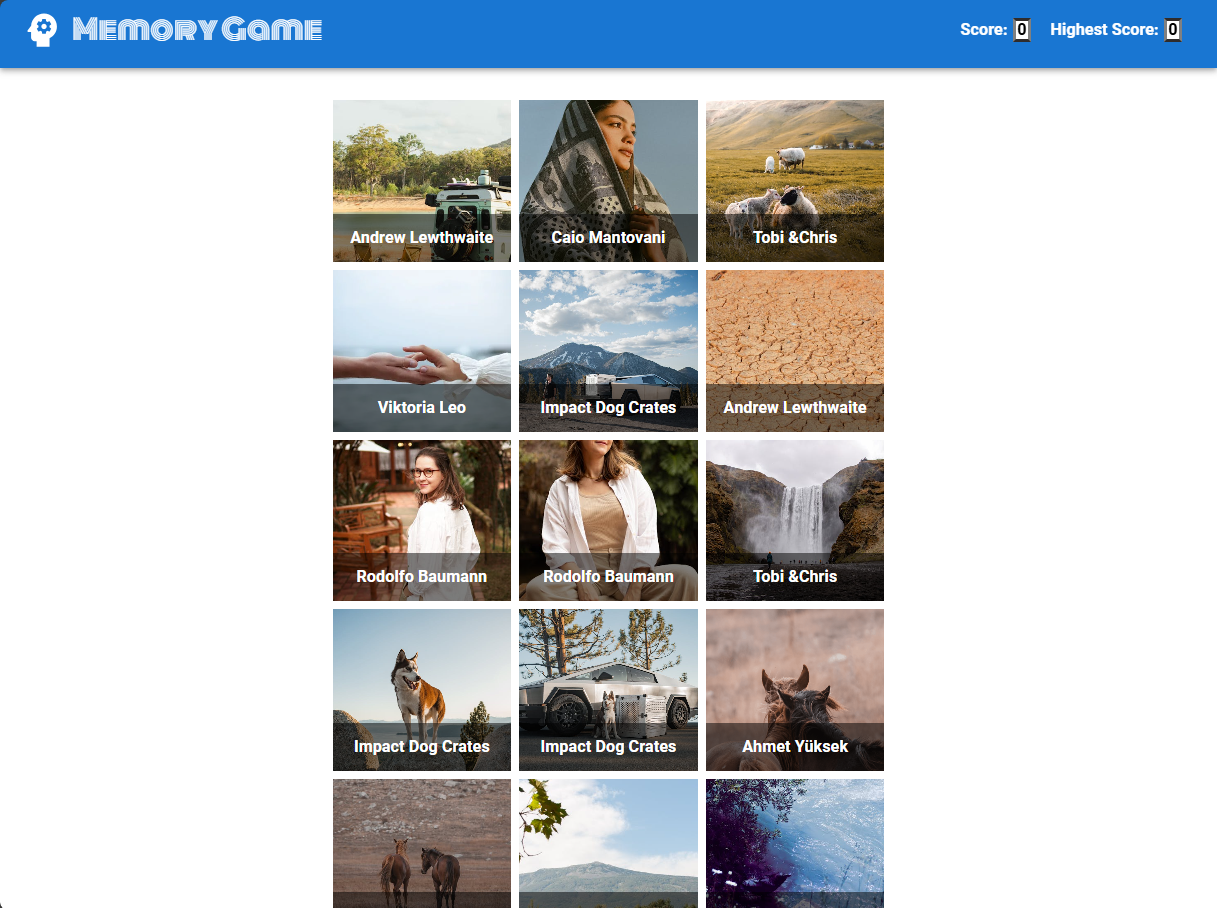 Memory Game
Score: 0 Highest Score: 0
Andrew Lewthwaite
Caio Mantovani
Tobi &Chris
Viktoria Leo
Impact Dog Crates
Andrew Lewthwaite
Rodolfo Baumann
Rodolfo Baumann
Tobi &Chris
Impact Dog Crates
Impact Dog Crates
Ahmet Yüksek